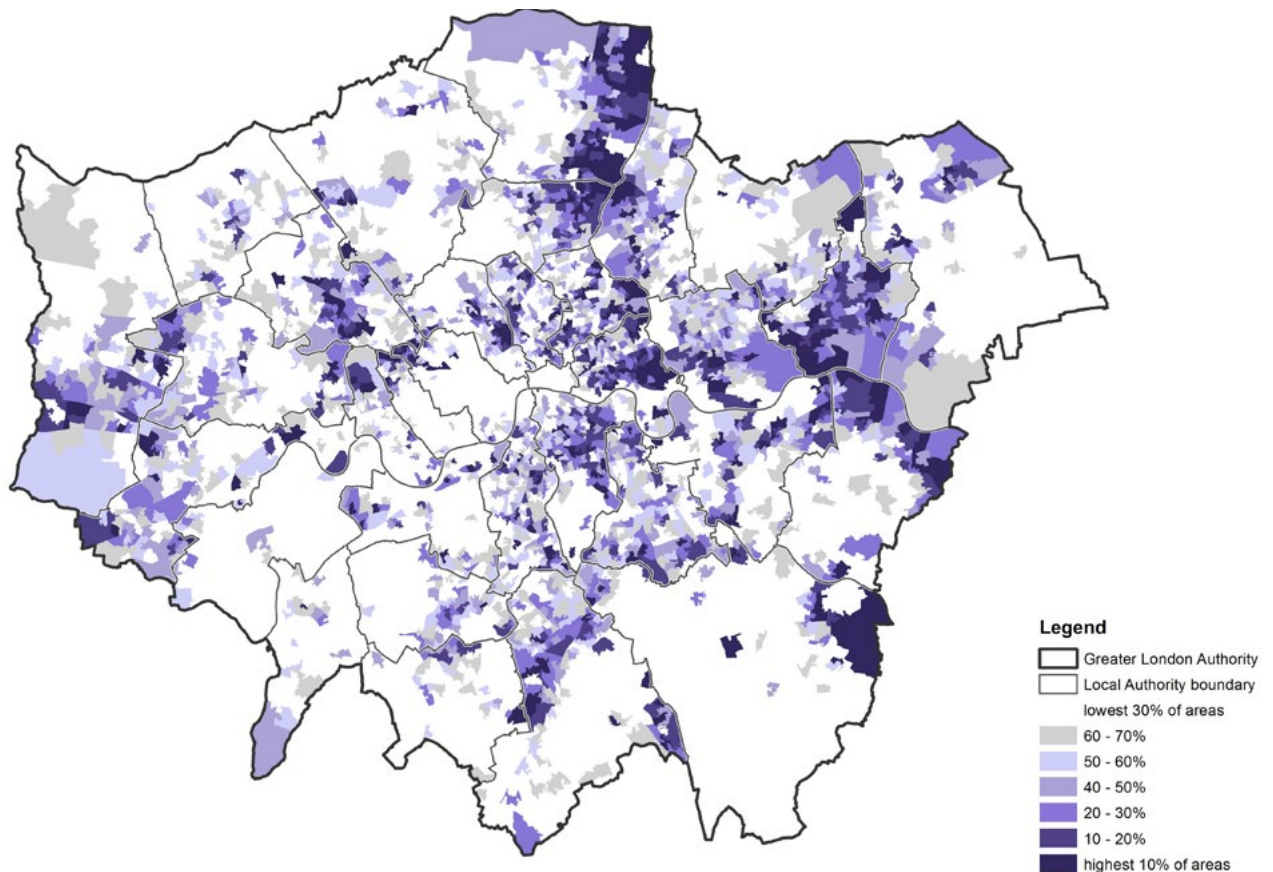 Legend
Greater London Authority
Local Authority boundary
lowest 30% of areas
60 - 70%
50 - 60%
40 - 50%
20 - 30%
10 - 20%
highest 10% of areas